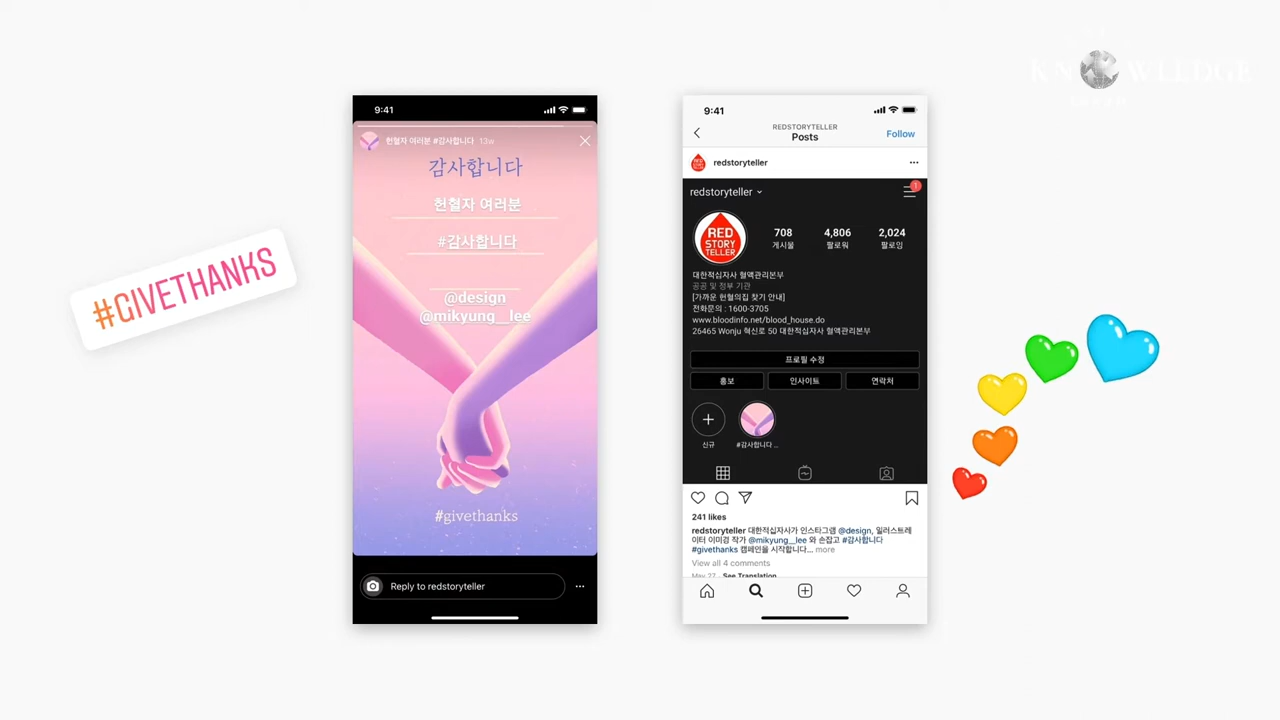 KNOWLEDGE
#GIVETHANKS
9:41
헌혈자 여러분 #감사합니다 13w
감사합니다
헌혈자 여러분
#감사합니다
@design
@mikyung__lee
#givethanks
Reply to redstoryteller
9:41
REDSTORYTELLER
Posts
Follow
redstoryteller
redstoryteller
1
RED
STORY
TELLER
708 4,806 2,024
게시물 팔로워 팔로잉
대한적십자사 혈액관리본부
공공 및 정부 기관
[가까운 헌혈의집 찾기 안내]
전화문의 : 1600-3705
www.bloodinfo.net/blood_house.do
26465 Wonju 혁신로 50 대한적십자사 혈액관리본부
프로필 수정
홍보 인사이트 연락처
신규 #감사합니다 ..
241 likes
redstoryteller 대한적십자사가 인스타그램 @design, 일러스트레
이터 이미경 작가 @mikyung__lee 와 손잡고 #감사합니다
#givethanks 캠페인을 시작합니다... more
View all 4 comments
May 27 See Translation